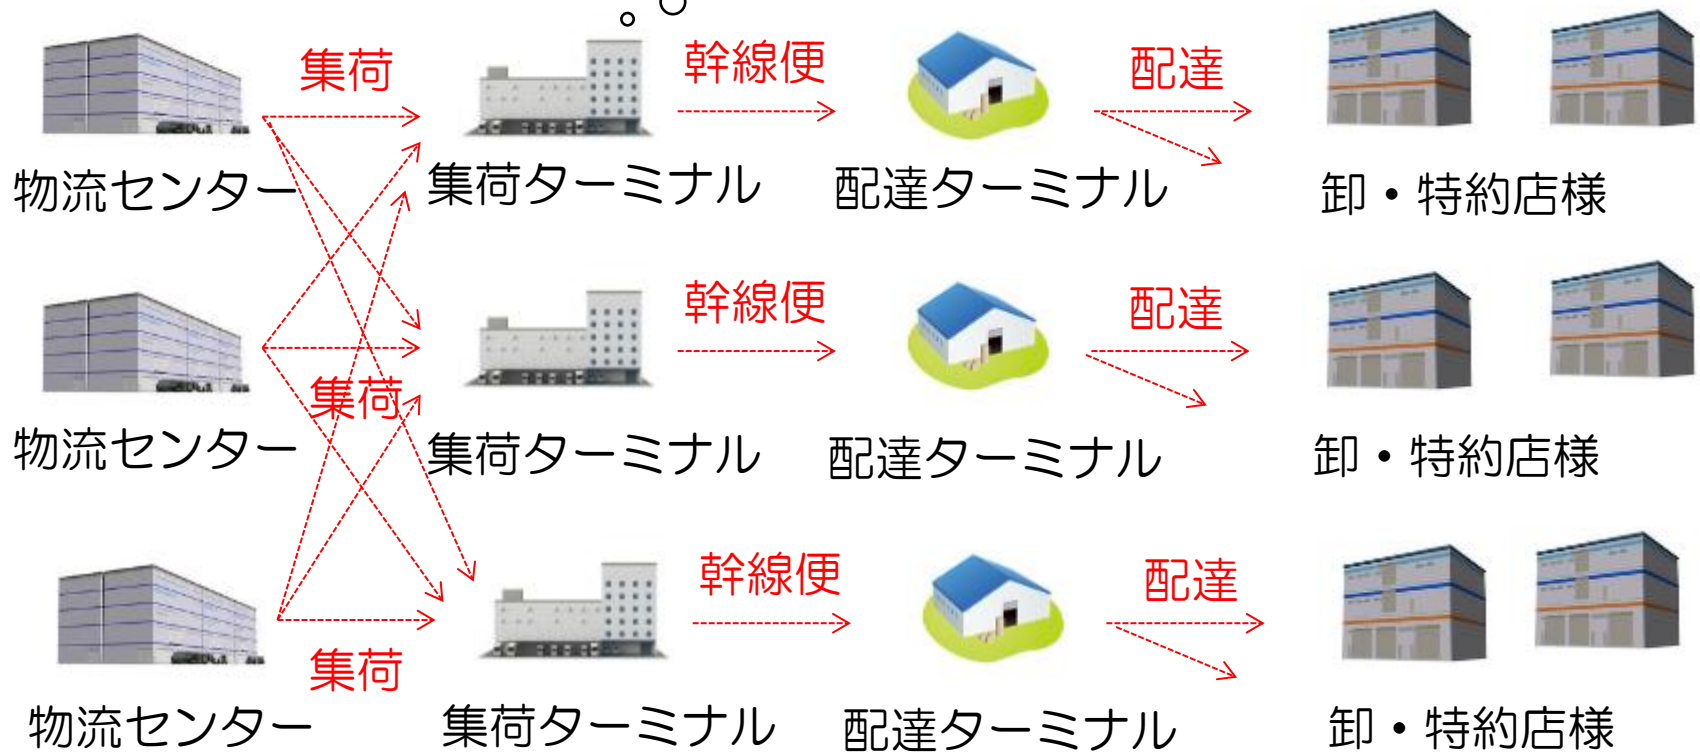 集荷
幹線便
配達
物流センター
集荷ターミナル
配達ターミナル
卸・特約店様
集荷
幹線便
配達
物流センター
集荷ターミナル
配達ターミナル
卸・特約店様
集荷
幹線便
配達
物流センター
集荷ターミナル
配達ターミナル
卸・特約店様